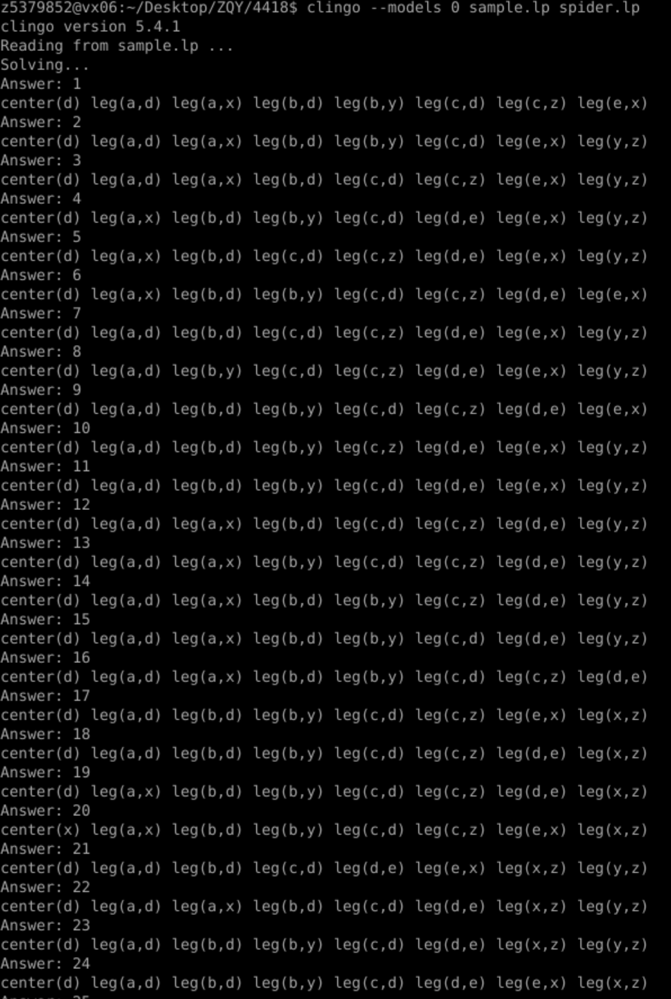 z5379852@vx06:~/Desktop/ZQY/4418$ clingo --models 0 sample.lp spider.lp
clingo version 5.4.1
Reading from sample.lp ...
Solving...
Answer: 1
center(d) leg(a,d) leg(a,x) leg(b,d) leg(b,y) leg(c,d) leg(c,z) leg(e,x)
Answer: 2
center(d) leg(a,d) leg(a,x) leg(b,d) leg(b,y) leg(c,d) leg(e,x) leg(y,z)
Answer: 3
center(d) leg(a,d) leg(a,x) leg(b,d) leg(c,d) leg(c,z) leg(e,x) leg(y,z)
Answer: 4
center(d) leg(a,x) leg(b,d) leg(b,y) leg(c,d) leg(d,e) leg(e,x) leg(y,z)
Answer: 5
center(d) leg(a,x) leg(b,d) leg(c,d) leg(c,z) leg(d,e) leg(e,x) leg(y,z)
Answer: 6
center(d) leg(a,x) leg(b,d) leg(b,y) leg(c,d) leg(c,z) leg(d,e) leg(e,x)
Answer: 7
center(d) leg(a,d) leg(b,d) leg(c,d) leg(c,z) leg(d,e) leg(e,x) leg(y,z)
Answer: 8
center(d) leg(a,d) leg(b,y) leg(c,d) leg(c,z) leg(d,e) leg(e,x) leg(y,z)
Answer: 9
center(d) leg(a,d) leg(b,d) leg(b,y) leg(c,d) leg(c,z) leg(d,e) leg(e,x)
Answer: 10
center(d) leg(a,d) leg(b,d) leg(b,y) leg(c,z) leg(d,e) leg(e,x) leg(y,z)
Answer: 11
center(d) leg(a,d) leg(b,d) leg(b,y) leg(c,d) leg(d,e) leg(e,x) leg(y,z)
Answer: 12
center(d) leg(a,d) leg(a,x) leg(b,d) leg(c,d) leg(c,z) leg(d,e) leg(y,z)
Answer: 13
center(d) leg(a,d) leg(a,x) leg(b,y) leg(c,d) leg(c,z) leg(d,e) leg(y,z)
Answer: 14
center(d) leg(a,d) leg(a,x) leg(b,d) leg(b,y) leg(c,z) leg(d,e) leg(y,z)
Answer: 15
center(d) leg(a,d) leg(a,x) leg(b,d) leg(b,y) leg(c,d) leg(d,e) leg(y,z)
Answer: 16
center(d) leg(a,d) leg(a,x) leg(b,d) leg(b,y) leg(c,d) leg(c,z) leg(d,e)
Answer: 17
center(d) leg(a,d) leg(b,d) leg(b,y) leg(c,d) leg(c,z) leg(e,x) leg(x,z)
Answer: 18
center(d) leg(a,d) leg(b,d) leg(b,y) leg(c,d) leg(c,z) leg(d,e) leg(x,z)
Answer: 19
center(d) leg(a,x) leg(b,d) leg(b,y) leg(c,d) leg(c,z) leg(d,e) leg(x,z)
Answer: 20
center(x) leg(a,x) leg(b,d) leg(b,y) leg(c,d) leg(c,z) leg(e,x) leg(x,z)
Answer: 21
center(d) leg(a,d) leg(b,d) leg(c,d) leg(d,e) leg(e,x) leg(x,z) leg(y,z)
Answer: 22
center(d) leg(a,d) leg(a,x) leg(b,d) leg(c,d) leg(d,e) leg(x,z) leg(y,z)
Answer: 23
center(d) leg(a,d) leg(b,d) leg(b,y) leg(c,d) leg(d,e) leg(x,z) leg(y,z)
Answer: 24
center(d) leg(a,d) leg(b,d) leg(b,y) leg(c,d) leg(d,e) leg(e,x) leg(x,z)